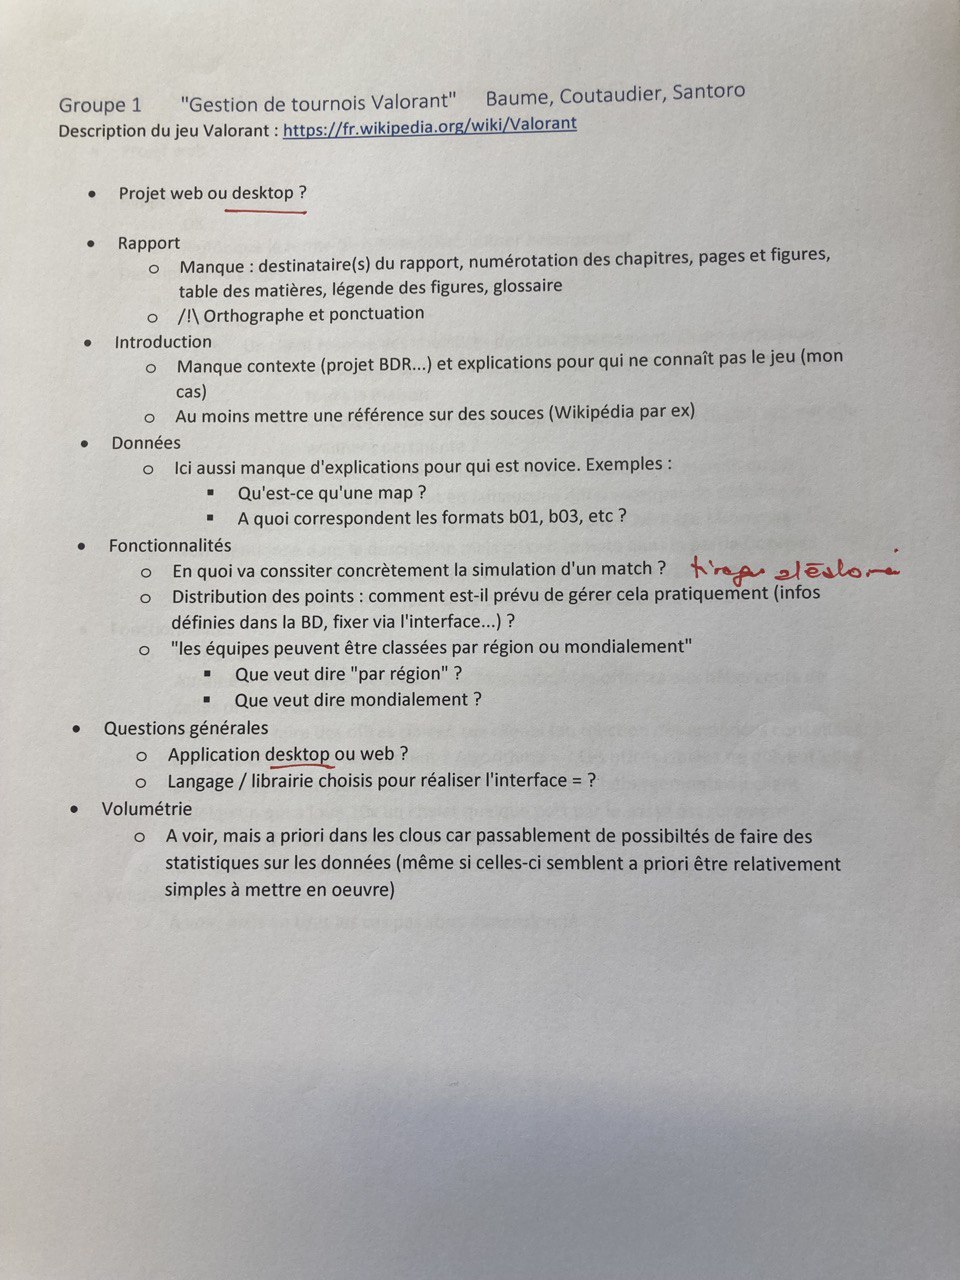 Groupe 1 "Gestion de tournois Valorant" Baume, Coutaudier, Santoro
Description du jeu Valorant : https://fr.wikipedia.org/wiki/Valorant
• Projet web ou desktop ?
• Rapport
o Manque : destinataire(s) du rapport, numérotation des chapitres, pages et figures,
table des matières, légende des figures, glossaire
o /!\ Orthographe et ponctuation
• Introduction
o Manque contexte (projet BDR...) et explications pour qui ne connaît pas le jeu (mon
cas)
o Au moins mettre une référence sur des souces (Wikipédia par ex)
• Données
o Ici aussi manque d'explications pour qui est novice. Exemples :
▪ Qu'est-ce qu'une map ?
▪ A quoi correspondent les formats b01, b03, etc ?
• Fonctionnalités
o En quoi va conssiter concrètement la simulation d'un match ? tirage
o Distribution des points : comment est-il prévu de gérer cela pratiquement (infos
définies dans la BD, fixer via l'interface...) ?
o "les équipes peuvent être classées par région ou mondialement"
▪ Que veut dire "par région" ?
▪ Que veut dire mondialement ?
• Questions générales
o Application desktop ou web ?
o Langage / librairie choisis pour réaliser l'interface = ?
• Volumétrie
o A voir, mais a priori dans les clous car passablement de possibiltés de faire des
statistiques sur les données (même si celles-ci semblent a priori être relativement
simples à mettre en oeuvre)